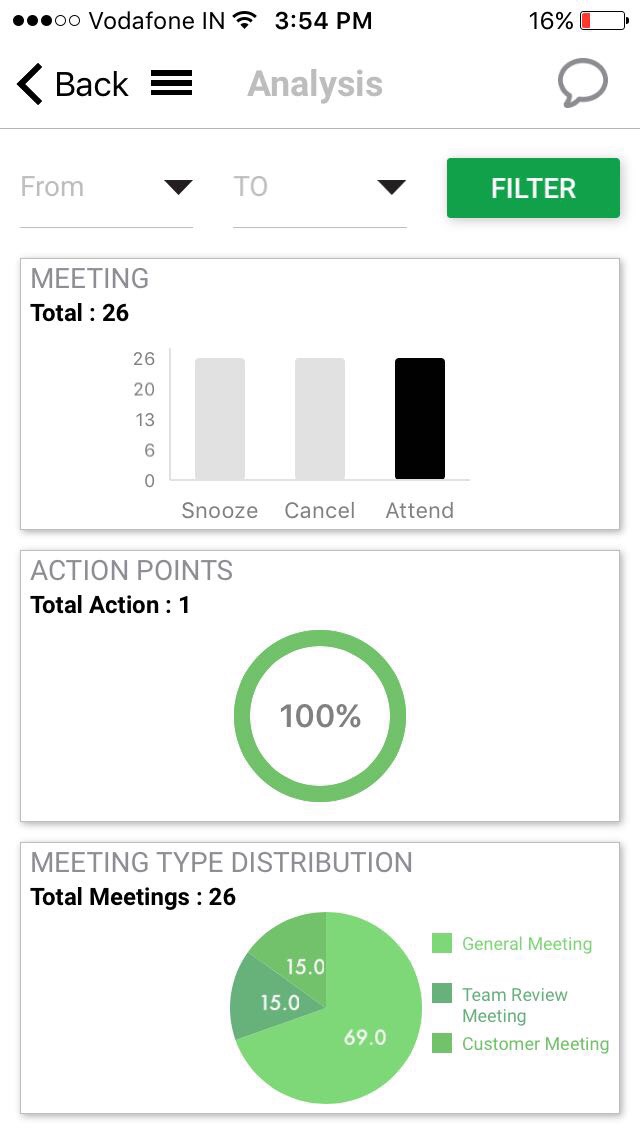 Vodafone IN 3:54 PM 16%
Back Analysis
From TO FILTER
MEETING
Total : 26
26
20
13
6
0
Snooze Cancel Attend
ACTION POINTS
Total Action : 1
100%
MEETING TYPE DISTRIBUTION
Total Meetings : 26
15.0
15.0
69.0
General Meeting
Team Review
Meeting
Customer Meeting